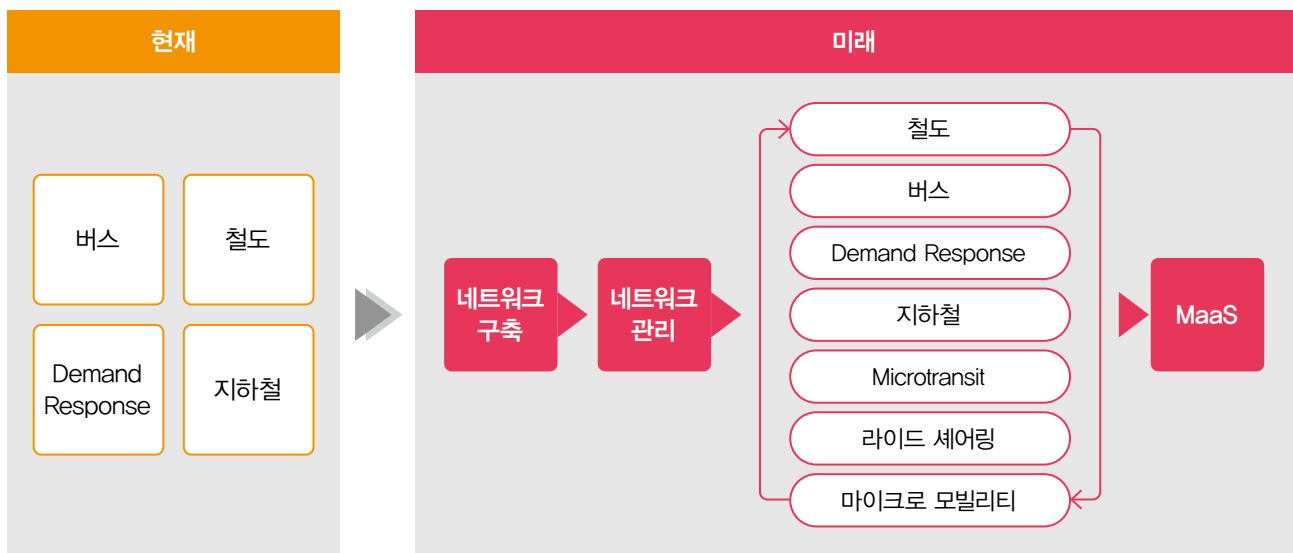 현재
버스
철도
Demand
Response
지하철
미래
네트워크
구축
네트워크
관리
철도
버스
Demand Response
지하철
Microtransit
라이드 셰어링
마이크로 모빌리티
MaaS